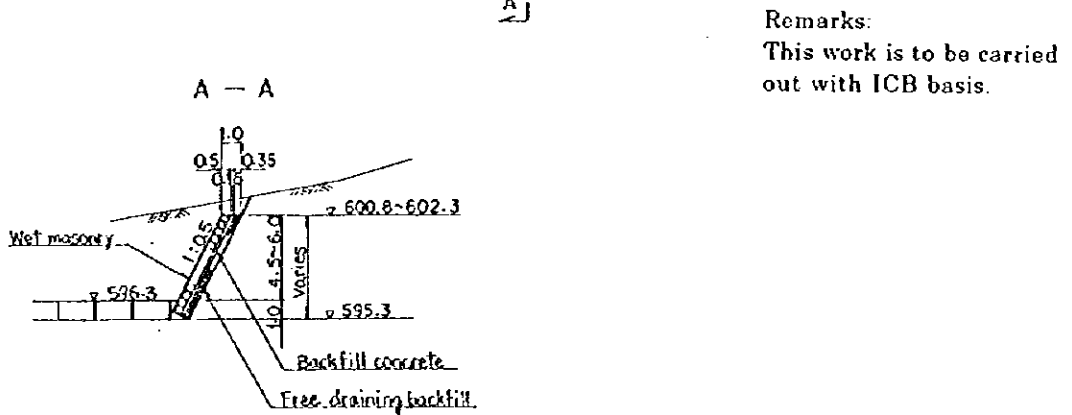 A
Remarks:
This work is to be carried
out with ICB basis.
A - A
1.0
0.5 0.35
600.8~602.3
Wet masonry
1:0.5
4.5~6.0
Varies
596.3
1.0
595.3
Backfill concrete
Free draining backfill